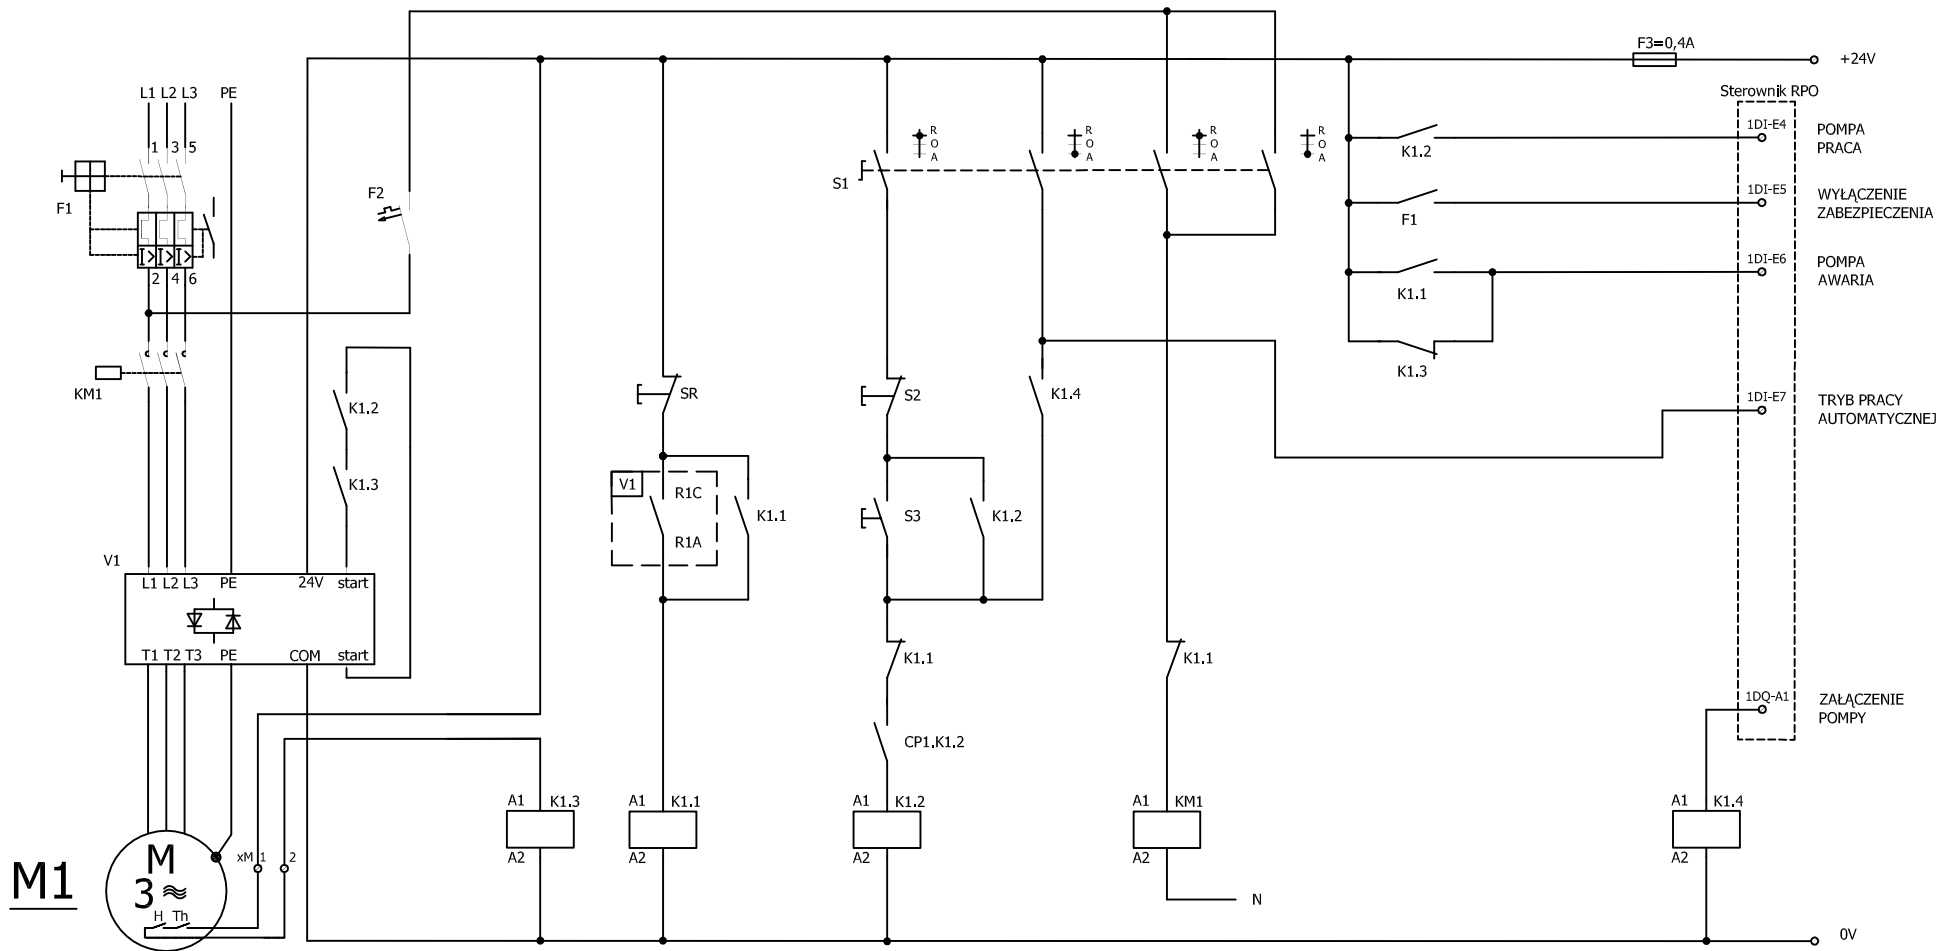 F3=0,4A
+24V
L1 L2 L3 PE
Sterownik RPO
1 3 5
F1
F2
S1
R
O
A
R
O
A
R
O
A
R
O
A
K1.2
1DI-E4
POMPA
PRACA
F1
1DI-E5
WYŁĄCZENIE
ZABEZPIECZENIA
I> I> I>
2 4 6
K1.1
1DI-E6
POMPA
AWARIA
K1.3
KM1
K1.2
SR
S2
K1.4
1DI-E7
TRYB PRACY
AUTOMATYCZNEJ
K1.3
V1
R1C
R1A
K1.1
S3
K1.2
V1
L1 L2 L3 PE 24V start
T1 T2 T3 PE COM start
K1.1
K1.1
CP1.K1.2
1DQ-A1
ZAŁĄCZENIE
POMPY
A1 K1.3
A2
A1 K1.1
A2
A1 K1.2
A2
A1 KM1
A2
A1 K1.4
A2
N
M1
M
3
H Th
xM 1 2
0V